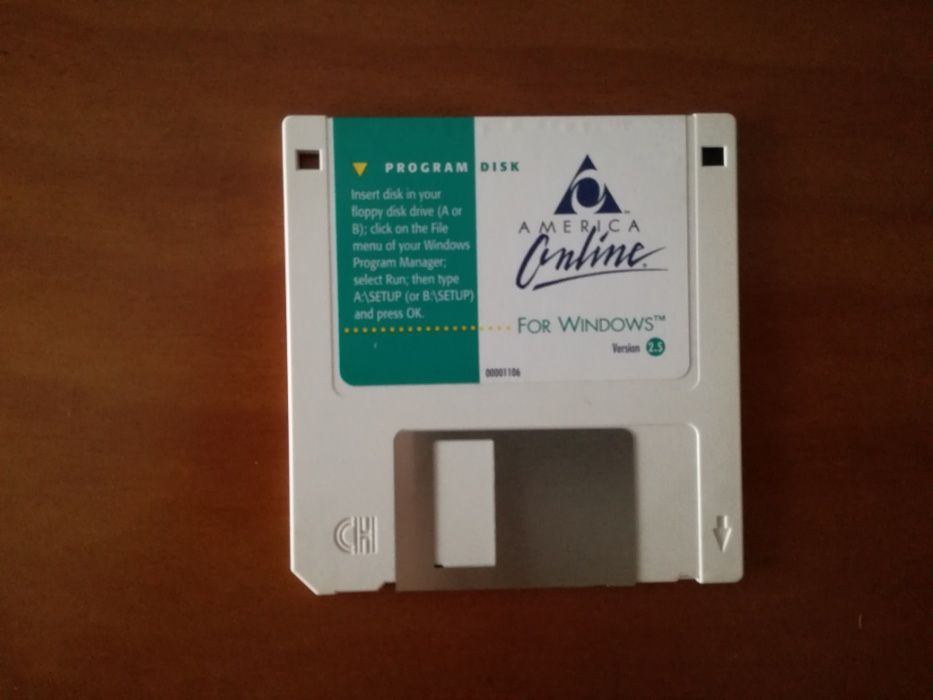 PROGRAM DISK
Insert disk in your
floppy disk drive (A or
B); click on the File
menu of your Windows
Program Manager;
select Run; then type
A:\SETUP (or B:\SETUP)
and press OK.
AMERICA
Online®
FOR WINDOWS™
Version 2.5
00001106
CH